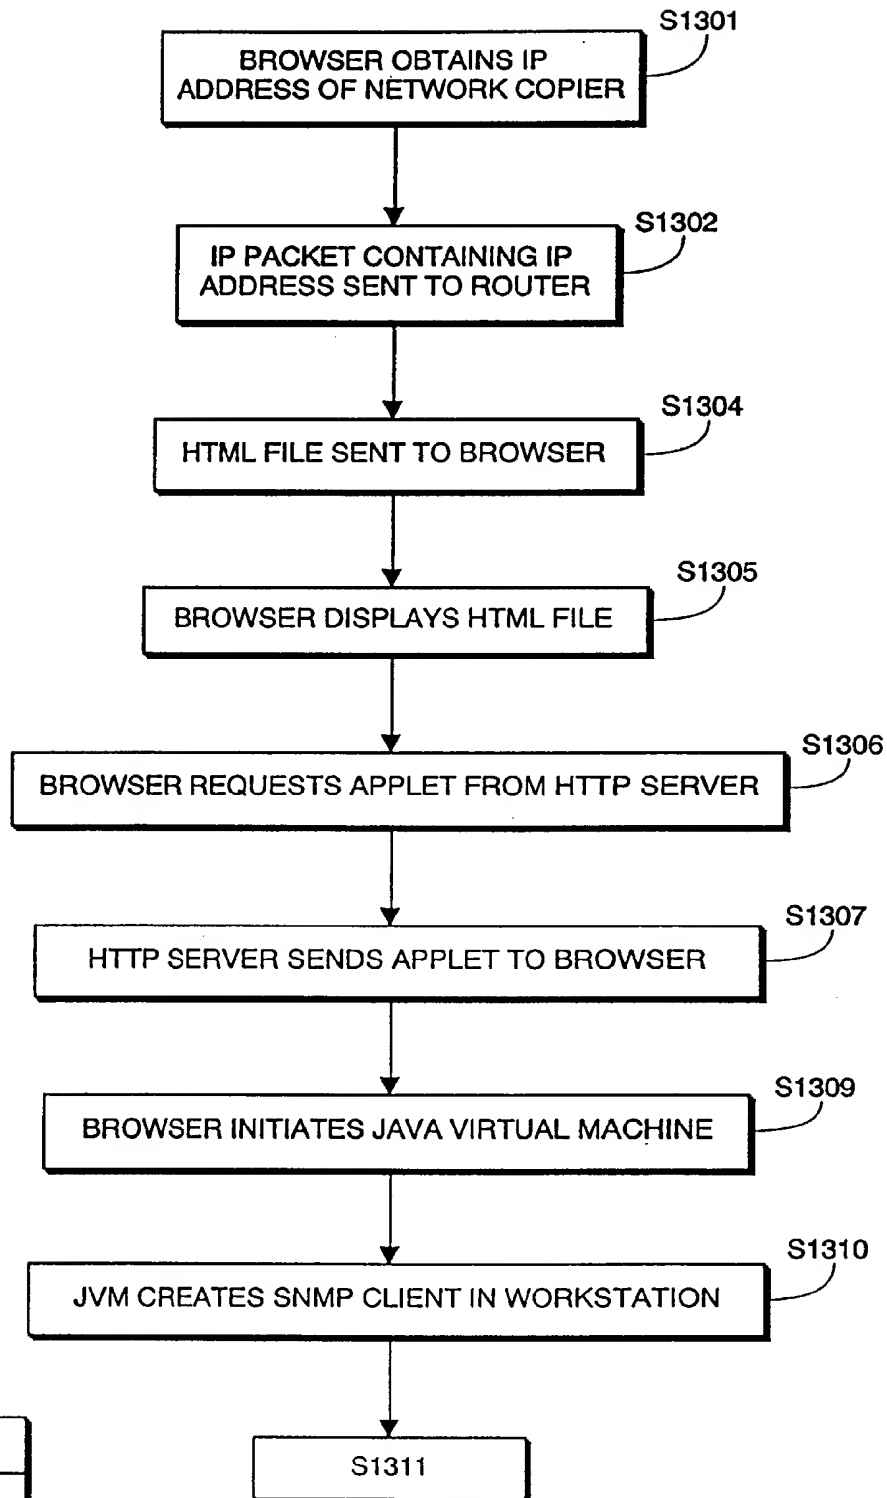 S1301
BROWSER OBTAINS IP
ADDRESS OF NETWORK COPIER
S1302
IP PACKET CONTAINING IP
ADDRESS SENT TO ROUTER
S1304
HTML FILE SENT TO BROWSER
S1305
BROWSER DISPLAYS HTML FILE
S1306
BROWSER REQUESTS APPLET FROM HTTP SERVER
S1307
HTTP SERVER SENDS APPLET TO BROWSER
S1309
BROWSER INITIATES JAVA VIRTUAL MACHINE
S1310
JVM CREATES SNMP CLIENT IN WORKSTATION
S1311